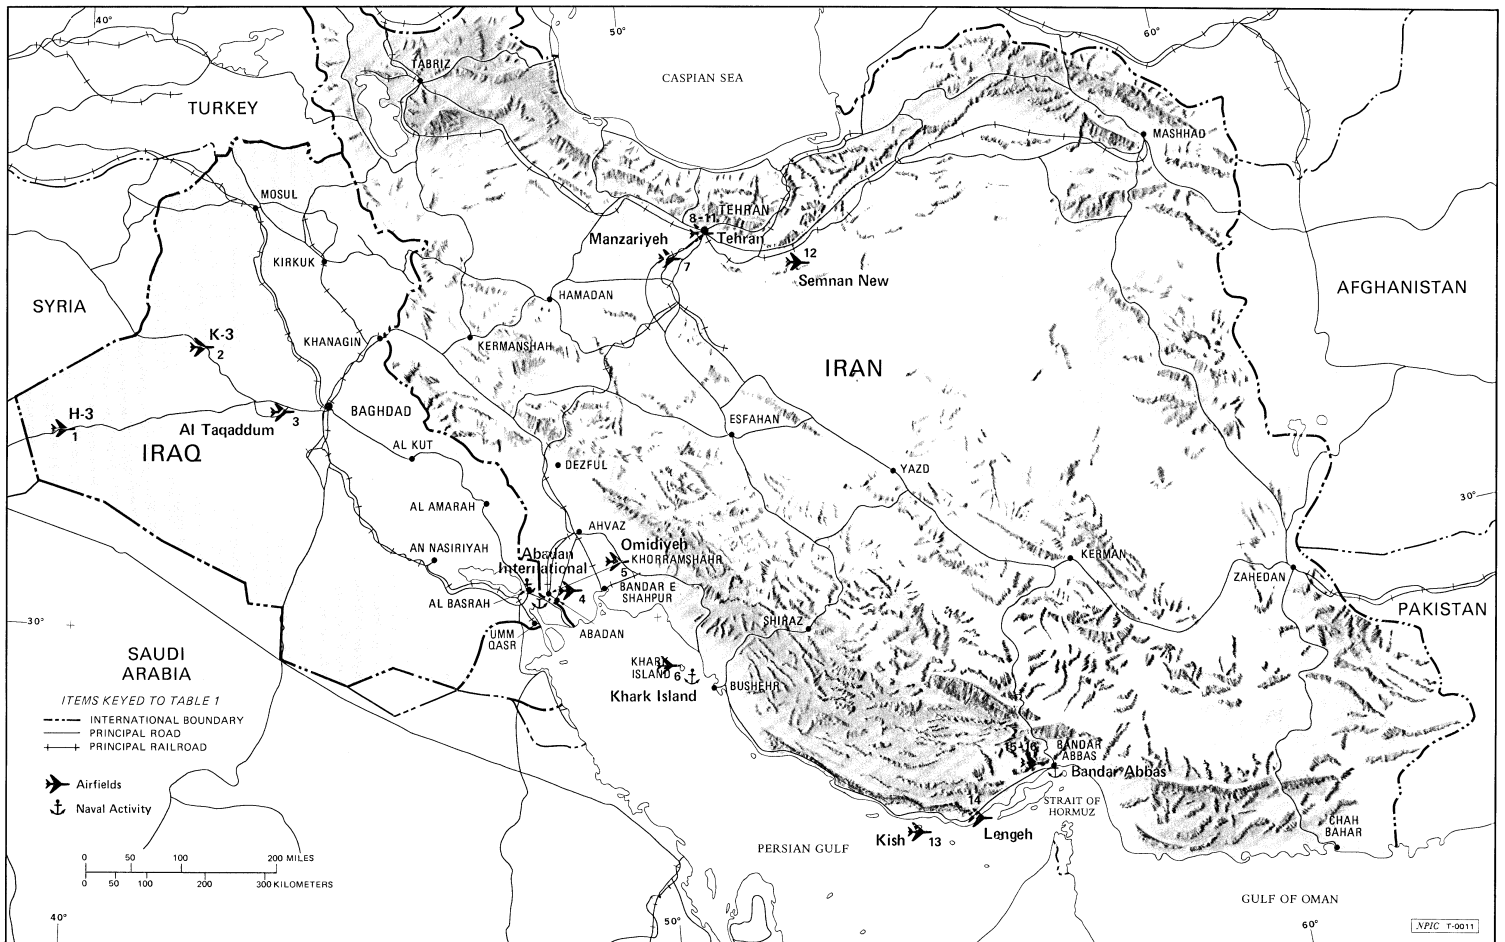 40°
50°
60°
TABRIZ
CASPIAN SEA
TURKEY
MASHHAD
MOSUL
TEHRAN
8-11
Tehran
Manzariyeh
7
12
Semnan New
KIRKUK
HAMADAN
AFGHANISTAN
SYRIA
K-3
2
KHANAGIN
KERMANSHAH
IRAN
H-3
1
BAGHDAD
3
Al Taqaddum
ESFAHAN
IRAQ
AL KUT
DEZFUL
YAZD
30°
AL AMARAH
AHVAZ
AN NASIRIYAH
Abadan
International
Omidiyeh
KHORRAMSHAHR
5
KERMAN
ZAHEDAN
BANDAR E
SHAHPUR
4
AL BASRAH
PAKISTAN
30°
UMM
QASR
ABADAN
SHIRAZ
SAUDI
ARABIA
KHARK
ISLAND
6
Khark Island
BUSHEHR
ITEMS KEYED TO TABLE 1
INTERNATIONAL BOUNDARY
PRINCIPAL ROAD
PRINCIPAL RAILROAD
15-16
BANDAR
ABBAS
Bandar Abbas
Airfields
Naval Activity
14
STRAIT OF
HORMUZ
Kish
13
Lengeh
CHAH
BAHAR
PERSIAN GULF
0 50 100 200 MILES
0 50 100 200 300 KILOMETERS
GULF OF OMAN
40°
50°
60°
NPIC T-0011